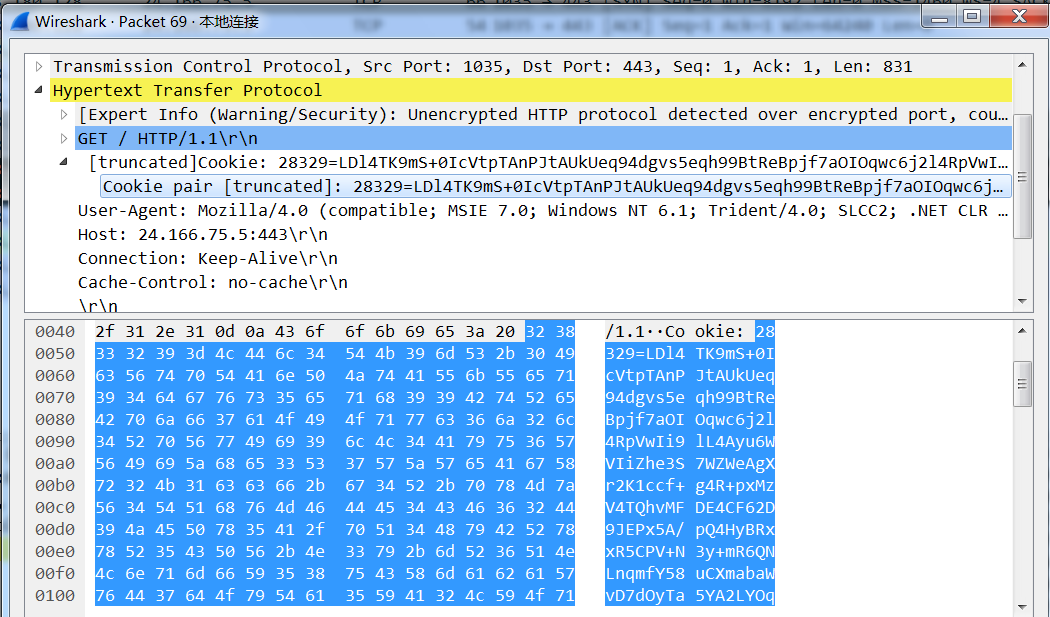 Wireshark · Packet 69 · 本地连接
Transmission Control Protocol, Src Port: 1035, Dst Port: 443, Seq: 1, Ack: 1, Len: 831
Hypertext Transfer Protocol
[Expert Info (Warning/Security): Unencrypted HTTP protocol detected over encrypted port, cou…
GET / HTTP/1.1\r\n
[truncated]Cookie: 28329=LDl4TK9mS+0IcVtpTAnPJtAUkUeq94dgvs5eqh99BtReBpjf7aOIOqwc6j2l4RpVwI…
Cookie pair [truncated]: 28329=LDl4TK9mS+0IcVtpTAnPJtAUkUeq94dgvs5eqh99BtReBpjf7aOIOqwc6j…
User-Agent: Mozilla/4.0 (compatible; MSIE 7.0; Windows NT 6.1; Trident/4.0; SLCC2; .NET CLR …
Host: 24.166.75.5:443\r\n
Connection: Keep-Alive\r\n
Cache-Control: no-cache\r\n
\r\n
0040 2f 31 2e 31 0d 0a 43 6f 6f 6b 69 65 3a 20 32 38 /1.1··Co okie: 28
0050 33 32 39 3d 4c 44 6c 34 54 4b 39 6d 53 2b 30 49 329=LDl4 TK9mS+0I
0060 63 56 74 70 54 41 6e 50 4a 74 41 55 6b 55 65 71 cVtpTAnP JtAUkUeq
0070 39 34 64 67 76 73 35 65 71 68 39 39 42 74 52 65 94dgvs5e qh99BtRe
0080 42 70 6a 66 37 61 4f 49 4f 71 77 63 36 6a 32 6c Bpjf7aOI Oqwc6j2l
0090 34 52 70 56 77 49 69 39 6c 4c 34 41 79 75 36 57 4RpVwIi9 lL4Ayu6W
00a0 56 49 69 5a 68 65 33 53 37 57 5a 57 65 41 67 58 VIiZhe3S 7WZWeAgX
00b0 72 32 4b 31 63 63 66 2b 67 34 52 2b 70 78 4d 7a r2K1ccf+ g4R+pxMz
00c0 56 34 54 51 68 76 4d 46 44 45 34 43 46 36 32 44 V4TQhvMF DE4CF62D
00d0 39 4a 45 50 78 35 41 2f 70 51 34 48 79 42 52 78 9JEPx5A/ pQ4HyBRx
00e0 78 52 35 43 50 56 2b 4e 33 79 2b 6d 52 36 51 4e xR5CPV+N 3y+mR6QN
00f0 4c 6e 71 6d 66 59 35 38 75 43 58 6d 61 62 61 57 LnqmfY58 uCXmabaW
0100 76 44 37 64 4f 79 54 61 35 59 41 32 4c 59 4f 71 vD7dOyTa 5YA2LYOq